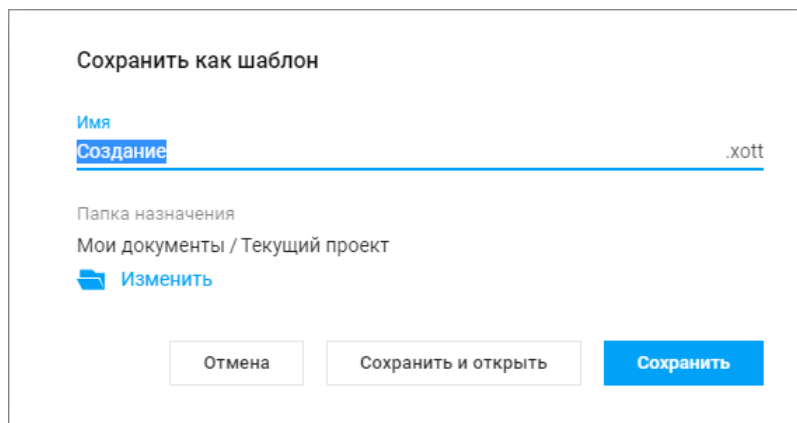 Сохранить как шаблон
Имя
Создание .xott
Папка назначения
Мои документы / Текущий проект
Изменить
Отмена Сохранить и открыть Сохранить